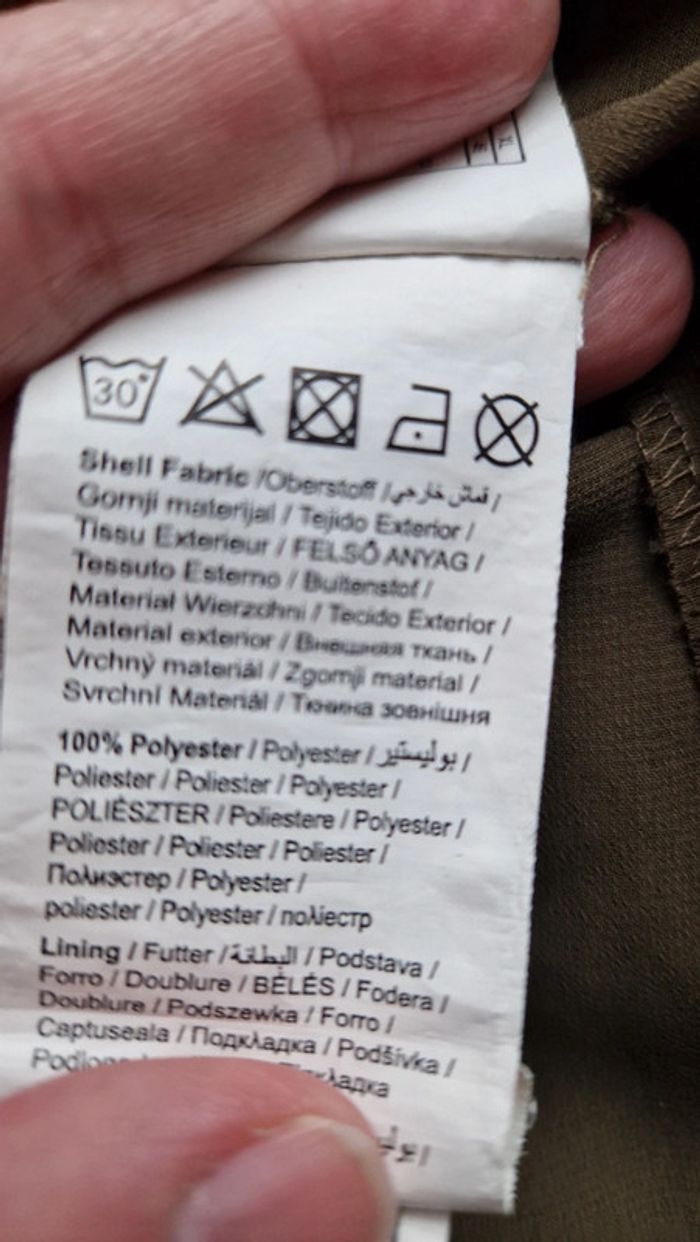 XL
30°
Shell Fabric /Oberstoff /قماش خارجي /
Gornji materijal / Tejido Exterior /
Tissu Exterieur / FELSŐ ANYAG /
Tessuto Esterno / Buitenstof /
Materiał Wierzchni / Tecido Exterior /
Material exterior / Внешняя ткань /
Vrchný materiál / Zgornji material /
Svrchní Materiál / Тканина зовнішня
100% Polyester / Polyester / بوليستير /
Poliester / Poliester / Polyester /
POLIÉSZTER / Poliestere / Polyester /
Poliester / Poliester / Poliester /
Полиэстер / Polyester /
poliester / Polyester / поліестр
Lining / Futter / البطانة / Podstava /
Forro / Doublure / BÉLÉS / Fodera /
Doublure / Podszewka / Forro /
Captuseala / Подкладка / Podšívka /